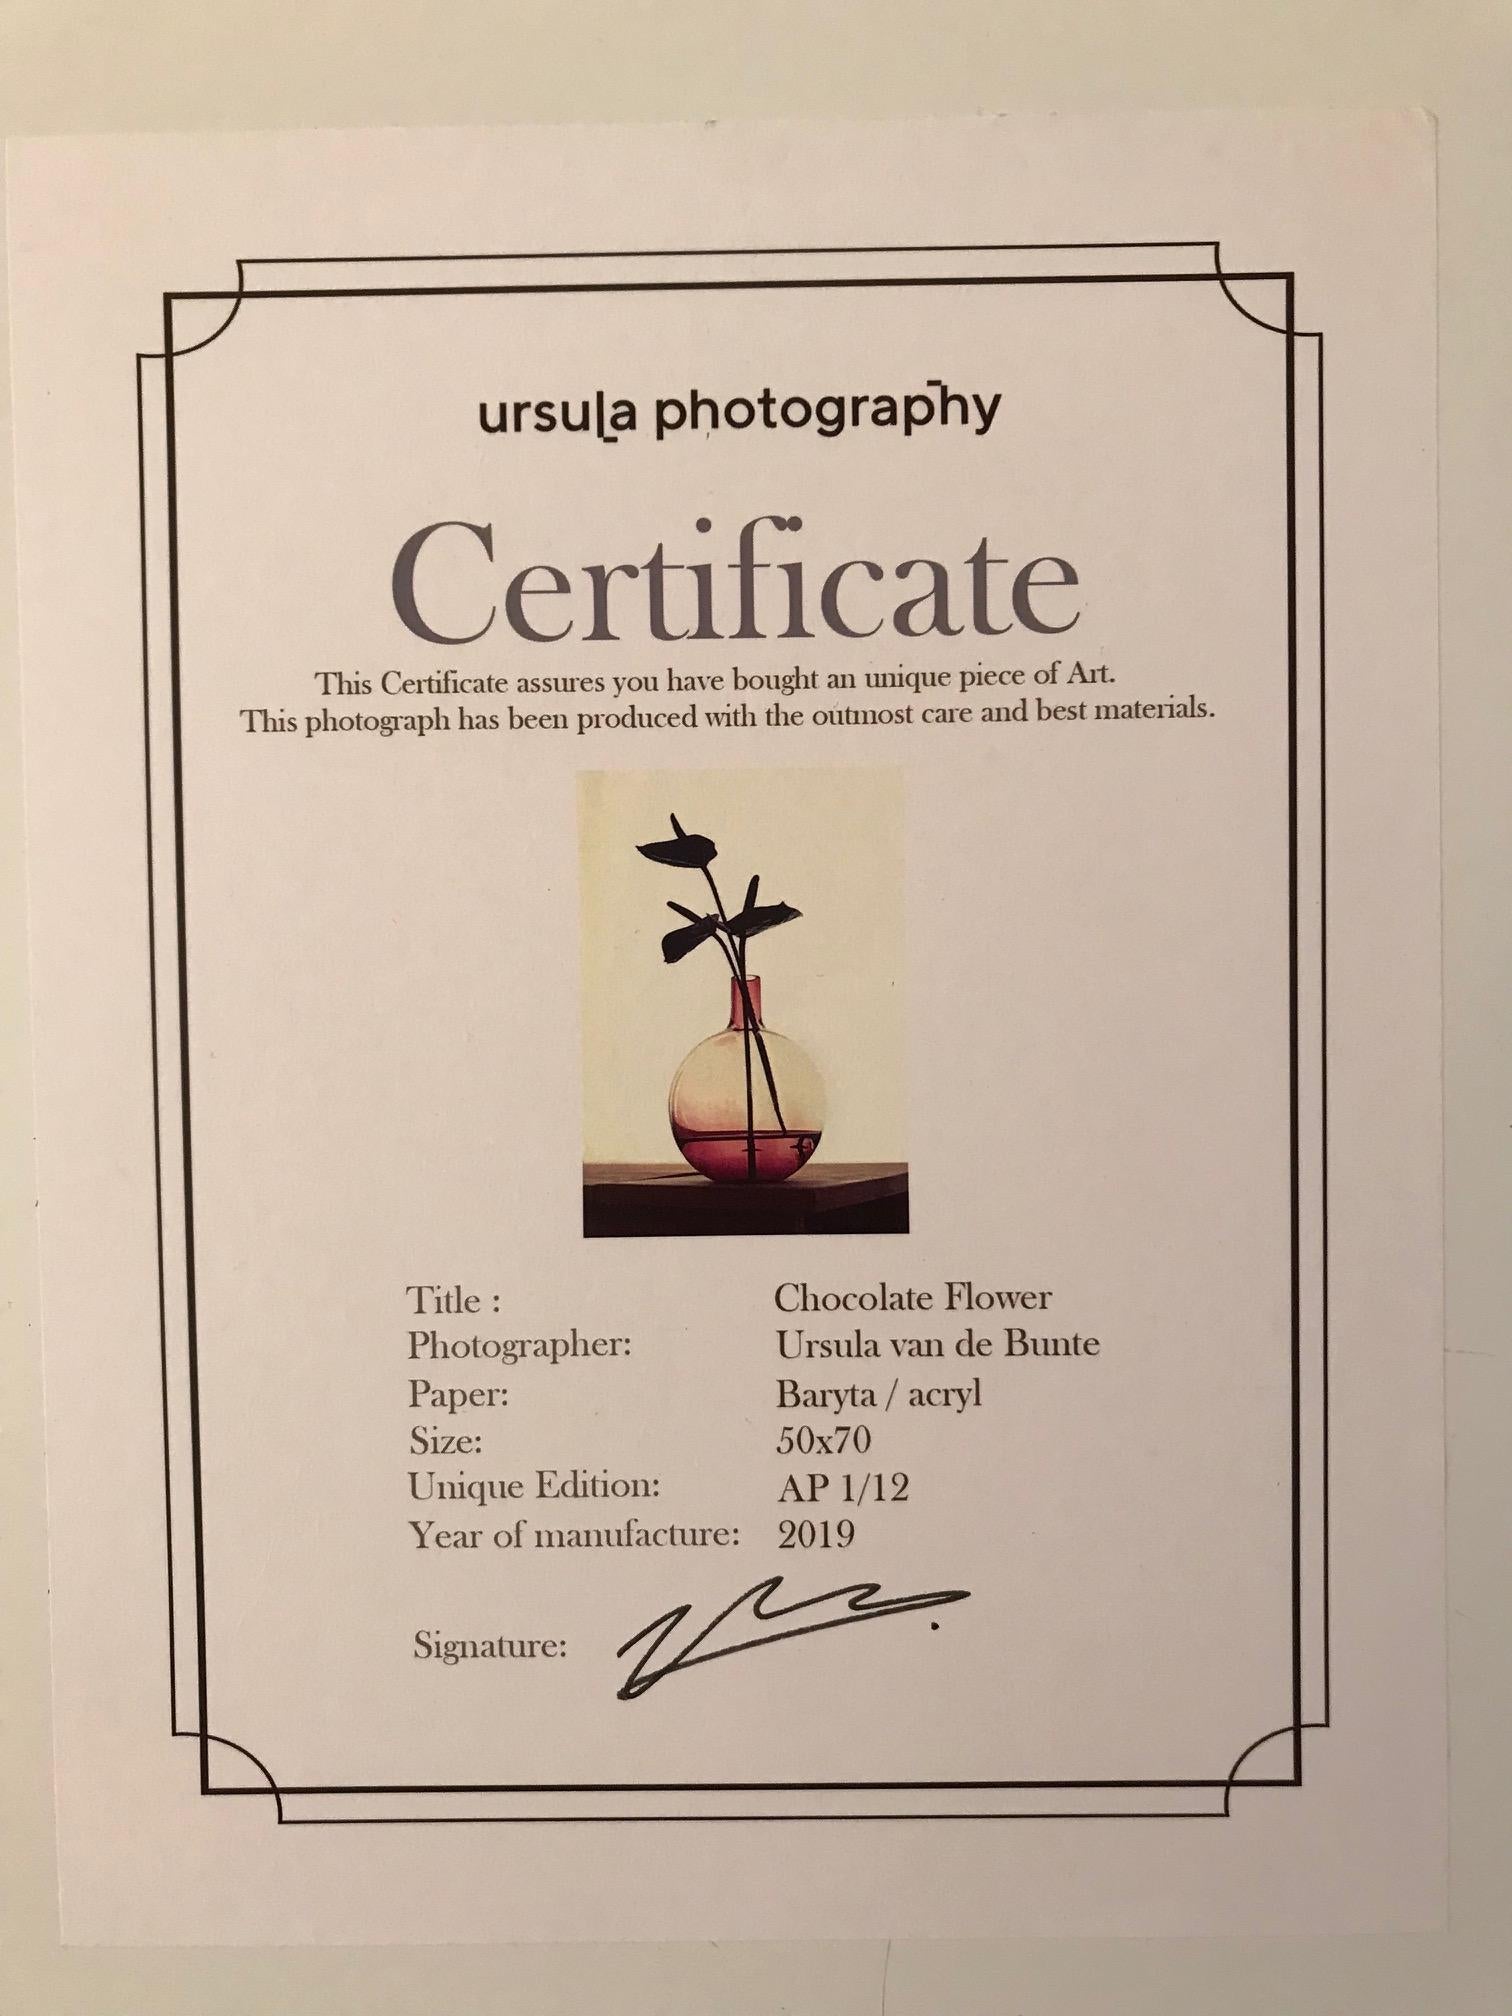 ursula photography
Certificate
This Certificate assures you have bought an unique piece of Art.
This photograph has been produced with the outmost care and best materials.
Title : Chocolate Flower
Photographer: Ursula van de Bunte
Paper: Baryta / acryl
Size: 50x70
Unique Edition: AP 1/12
Year of manufacture: 2019
Signature: